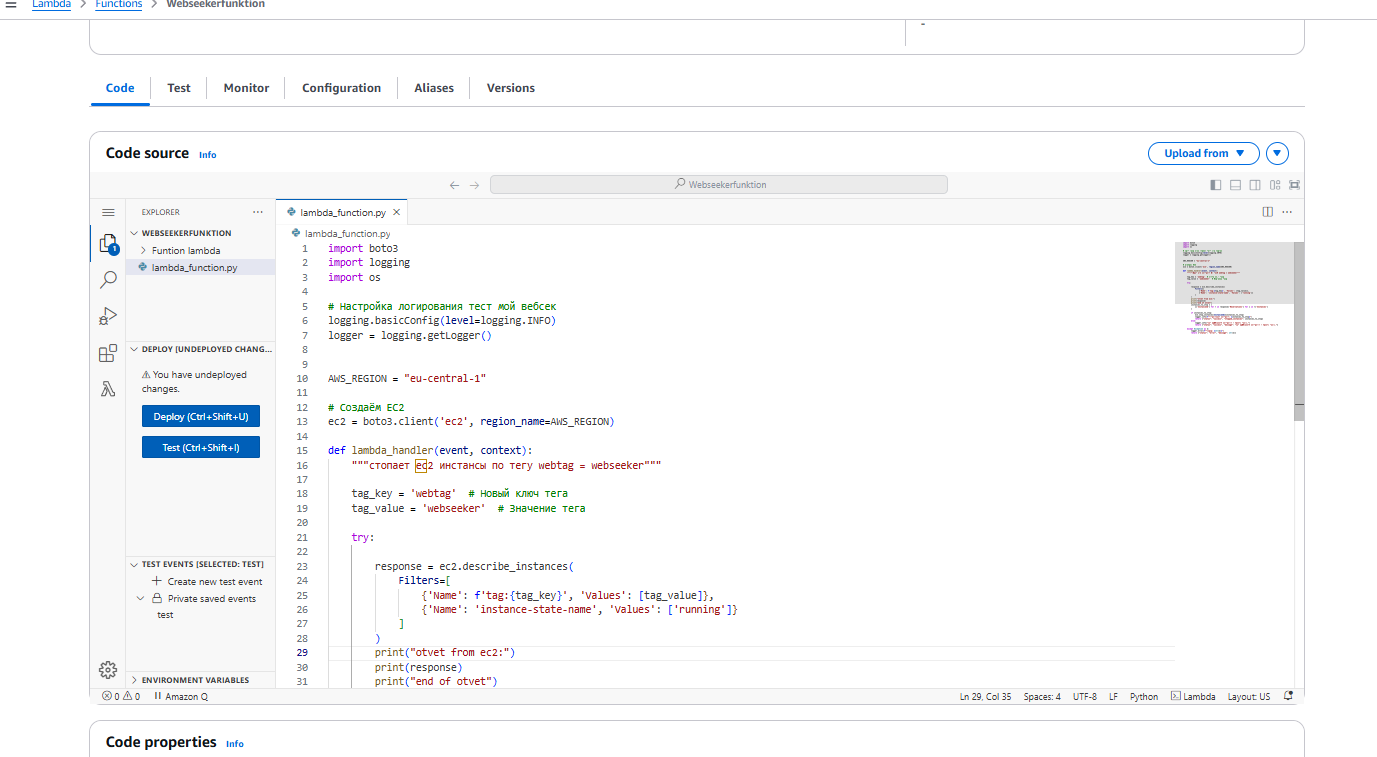 Lambda > Functions > Webseekerfunktion
-
Code Test Monitor Configuration Aliases Versions
Code source Info
Upload from
Webseekerfunktion
EXPLORER
lambda_function.py
WEBSEEKERFUNKTION
lambda_function.py
Funtion lambda
lambda_function.py
1 import boto3
2 import logging
3 import os
4
5 # Настройка логирования тест мой вебсек
6 logging.basicConfig(level=logging.INFO)
7 logger = logging.getLogger()
8
9
10 AWS_REGION = "eu-central-1"
11
12 # Создаём EC2
13 ec2 = boto3.client('ec2', region_name=AWS_REGION)
14
15 def lambda_handler(event, context):
16 """стопает ес2 инстансы по тегу webtag = webseeker"""
17
18 tag_key = 'webtag' # Новый ключ тега
19 tag_value = 'webseeker' # Значение тега
20
21 try:
22
23 response = ec2.describe_instances(
24 Filters=[
25 {'Name': f'tag:{tag_key}', 'Values': [tag_value]},
26 {'Name': 'instance-state-name', 'Values': ['running']}
27 ]
28 )
29 print("otvet from ec2:")
30 print(response)
31 print("end of otvet")
1
DEPLOY [UNDEPLOYED CHANG...
You have undeployed
changes.
Deploy (Ctrl+Shift+U)
Test (Ctrl+Shift+I)
TEST EVENTS [SELECTED: TEST]
Create new test event
Private saved events
test
ENVIRONMENT VARIABLES
0 0 Amazon Q
Ln 29, Col 35 Spaces: 4 UTF-8 LF Python Lambda Layout: US
Code properties Info